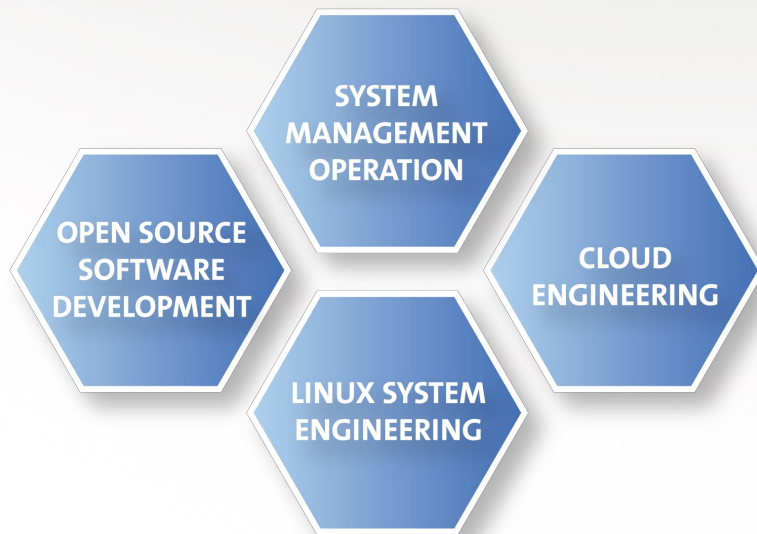 SYSTEM
MANAGEMENT
OPERATION
OPEN SOURCE
SOFTWARE
DEVELOPMENT
CLOUD
ENGINEERING
LINUX SYSTEM
ENGINEERING